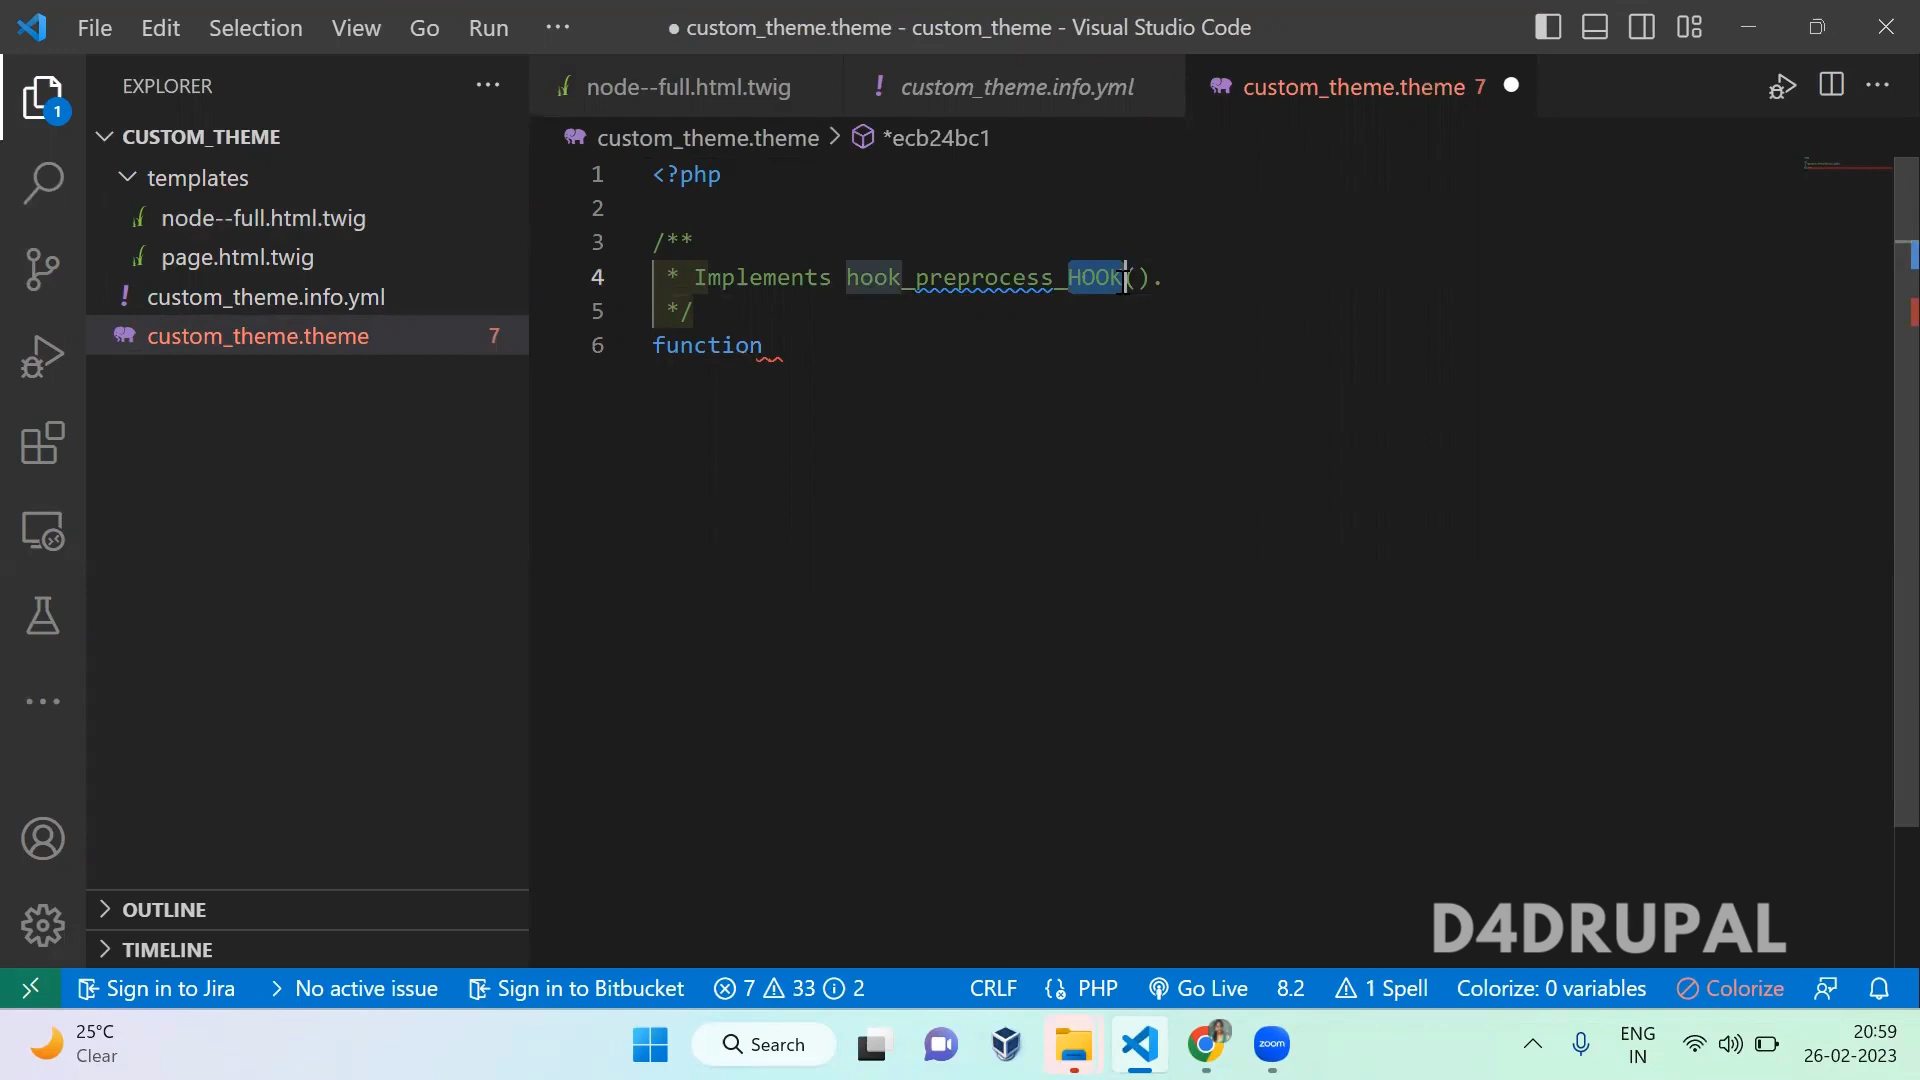 File Edit Selection View Go Run ···
● custom_theme.theme - custom_theme - Visual Studio Code
EXPLORER ···
1
CUSTOM_THEME
templates
node--full.html.twig
page.html.twig
! custom_theme.info.yml
custom_theme.theme 7
OUTLINE
TIMELINE
node--full.html.twig
! custom_theme.info.yml
custom_theme.theme 7 ●
custom_theme.theme > *ecb24bc1
1 <?php
2
3 /**
4 * Implements hook_preprocess_HOOk().
5 */
6 function
D4DRUPAL
Sign in to Jira
> No active issue
Sign in to Bitbucket
7 33 2
CRLF
PHP
Go Live
8.2
1 Spell
Colorize: 0 variables
Colorize
25°C
Clear
Search
zoom
ENG
IN
20:59
26-02-2023